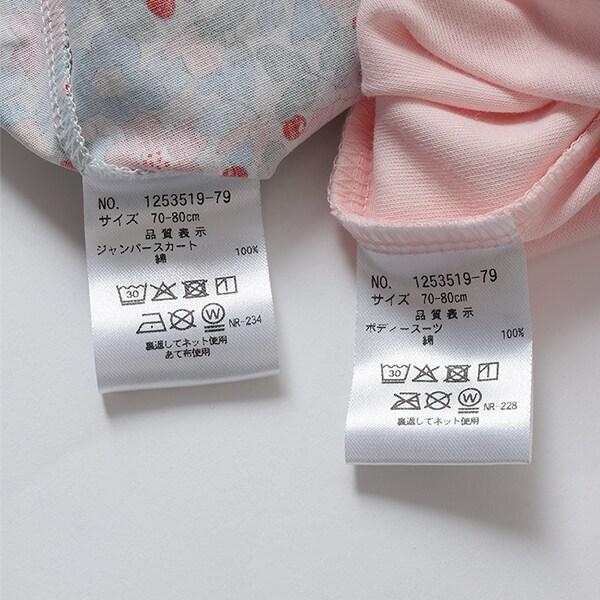 NO. 1253519-79
サイズ 70-80cm
品質表示
ジャンパースカート
綿 100%
30
W NR-234
裏返してネット使用
あて布使用
NO. 1253519-79
サイズ 70-80cm
品質表示
ボディースーツ
綿 100%
30
W NR-228
裏返してネット使用